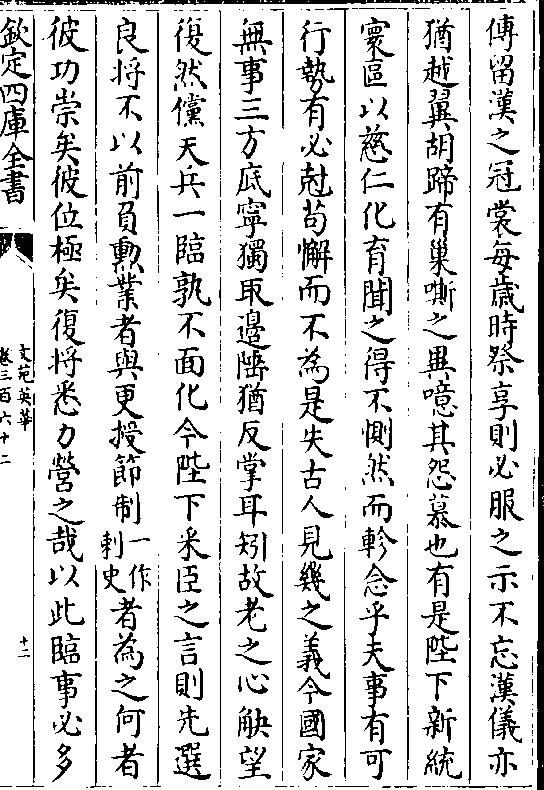 傳留漢之冠裳每歲時祭享則必服之示不忘漢儀亦
猶越翼胡蹄有巢嘶之異噫其怨慕也有是陛下新統
寰區以慈仁化育聞之得不惻然而軫念乎夫事有可
行勢有必尅苟懈而不為是失古人見幾之義今國家
無事三方底寧獨取邊陲猶反掌耳矧故老之心觖望
復然儻天兵一臨孰不面化今陛下釆臣之言則先選
良將不以前負勲業者與更授節制一作刺史者為之何者
彼功崇矣彼位極矣復將悉力營之哉以此臨事必多
欽定四庫全書
文苑英華
卷三百六十二
十二